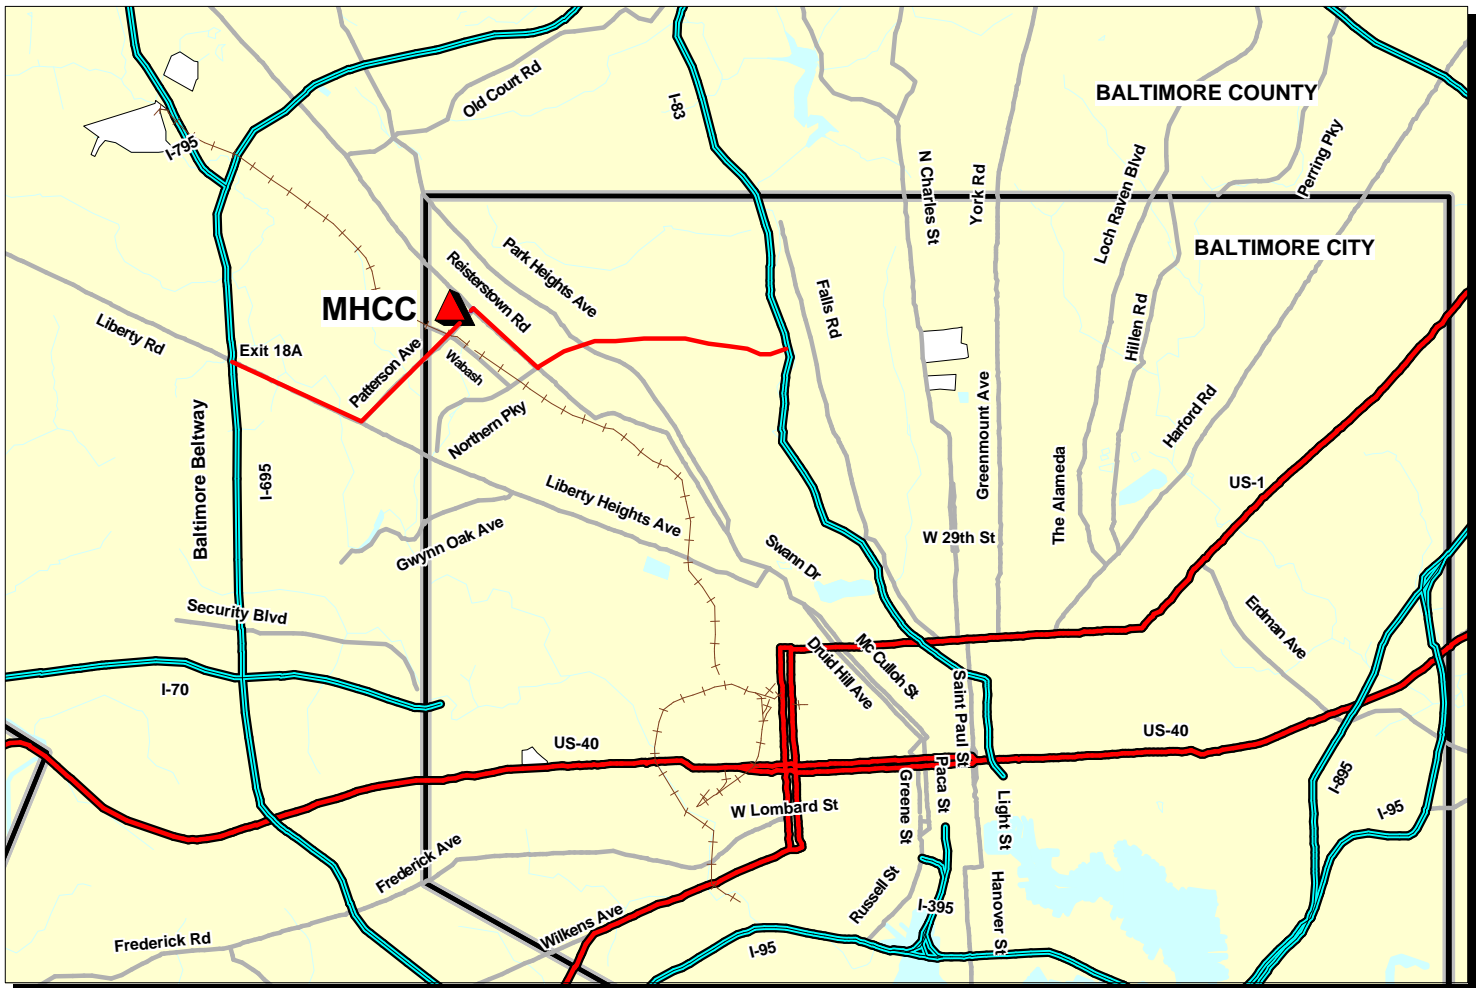 Old Court Rd
I-83
BALTIMORE COUNTY
I-795
N Charles St
York Rd
Loch Raven Blvd
Perring Pky
BALTIMORE CITY
Park Heights Ave
Reisterstown Rd
MHCC
Falls Rd
Liberty Rd
Exit 18A
Patterson Ave
Wabash
Hillen Rd
Harford Rd
Northern Pky
Greenmount Ave
Baltimore Beltway
I-695
US-1
Liberty Heights Ave
Gwynn Oak Ave
W 29th St
The Alameda
Swann Dr
Security Blvd
Erdman Ave
Mc Culloh St
Druid Hill Ave
I-70
Saint Paul St
US-40
US-40
Paca St
Greene St
I-895
W Lombard St
Light St
I-95
Frederick Ave
Russell St
I-395
Hanover St
Wilkens Ave
Frederick Rd
I-95